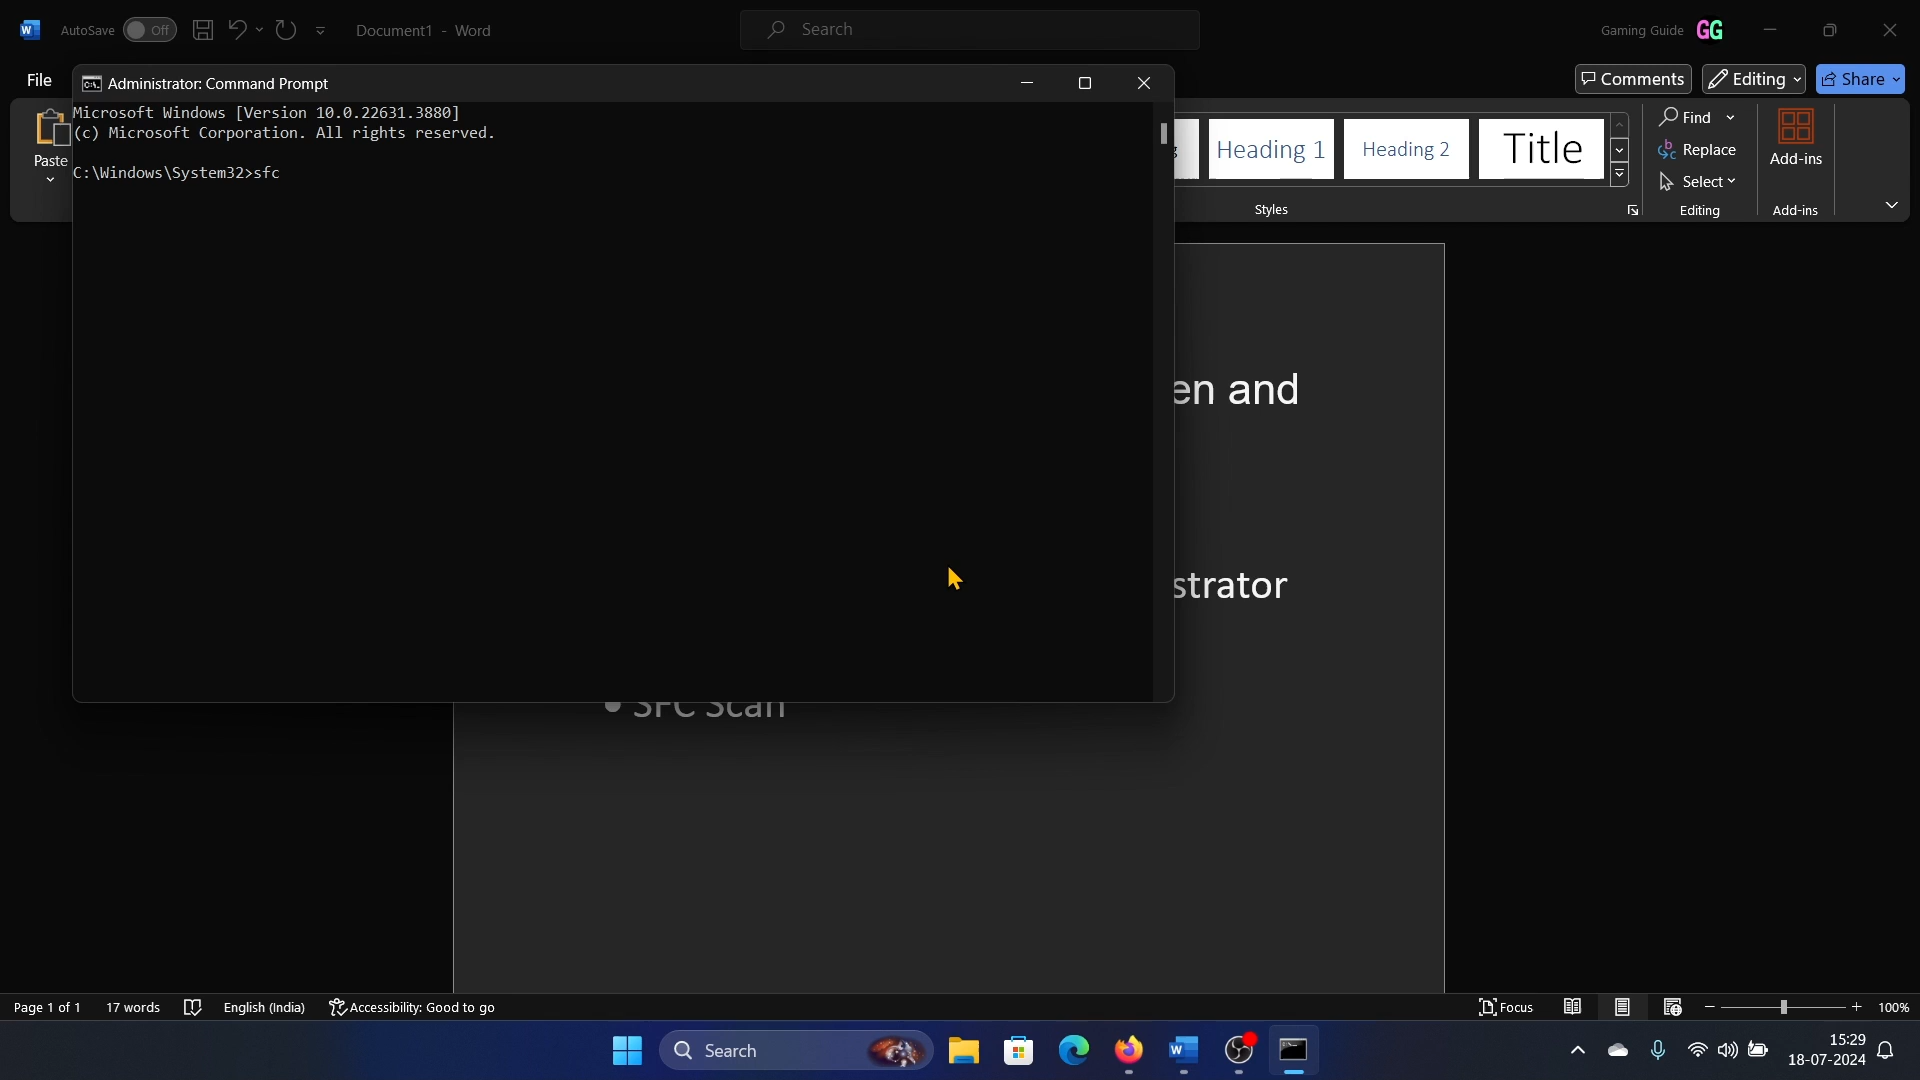 AutoSave Off Document1 - Word Search Gaming Guide GG
File Comments Editing Share
Administrator: Command Prompt
Microsoft Windows [Version 10.0.22631.3880]
(c) Microsoft Corporation. All rights reserved.
C:\Windows\System32>sfc
Paste
Heading 1 Heading 2 Title
Styles
Find
Replace
Select
Editing
Add-ins
Add-ins
en and
strator
SFC Scan
Page 1 of 1 17 words English (India) Accessibility: Good to go Focus 100%
Search
15:29
18-07-2024